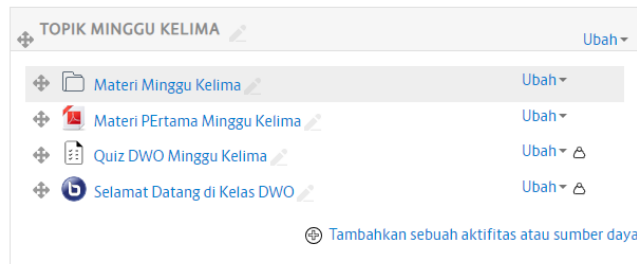 TOPIK MINGGU KELIMA
Ubah
Materi Minggu Kelima Ubah
Materi PErtama Minggu Kelima Ubah
Quiz DWO Minggu Kelima Ubah
Selamat Datang di Kelas DWO Ubah
Tambahkan sebuah aktifitas atau sumber daya